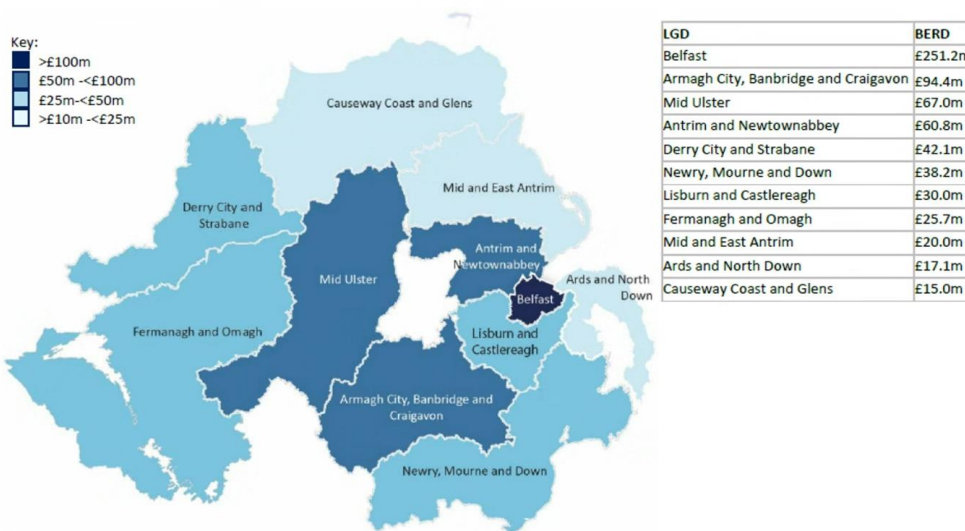 Key:
>£100m
£50m -<£100m
£25m-<£50m
>£10m -<£25m
Causeway Coast and Glens
Mid and East Antrim
Derry City and
Strabane
Antrim and
Newtownabbey
Mid Ulster
Ards and North
Down
Belfast
Fermanagh and Omagh
Lisburn and
Castlereagh
Armagh City, Banbridge and
Craigavon
Newry, Mourne and Down
LGD BERD
Belfast £251.2m
Armagh City, Banbridge and Craigavon £94.4m
Mid Ulster £67.0m
Antrim and Newtownabbey £60.8m
Derry City and Strabane £42.1m
Newry, Mourne and Down £38.2m
Lisburn and Castlereagh £30.0m
Fermanagh and Omagh £25.7m
Mid and East Antrim £20.0m
Ards and North Down £17.1m
Causeway Coast and Glens £15.0m